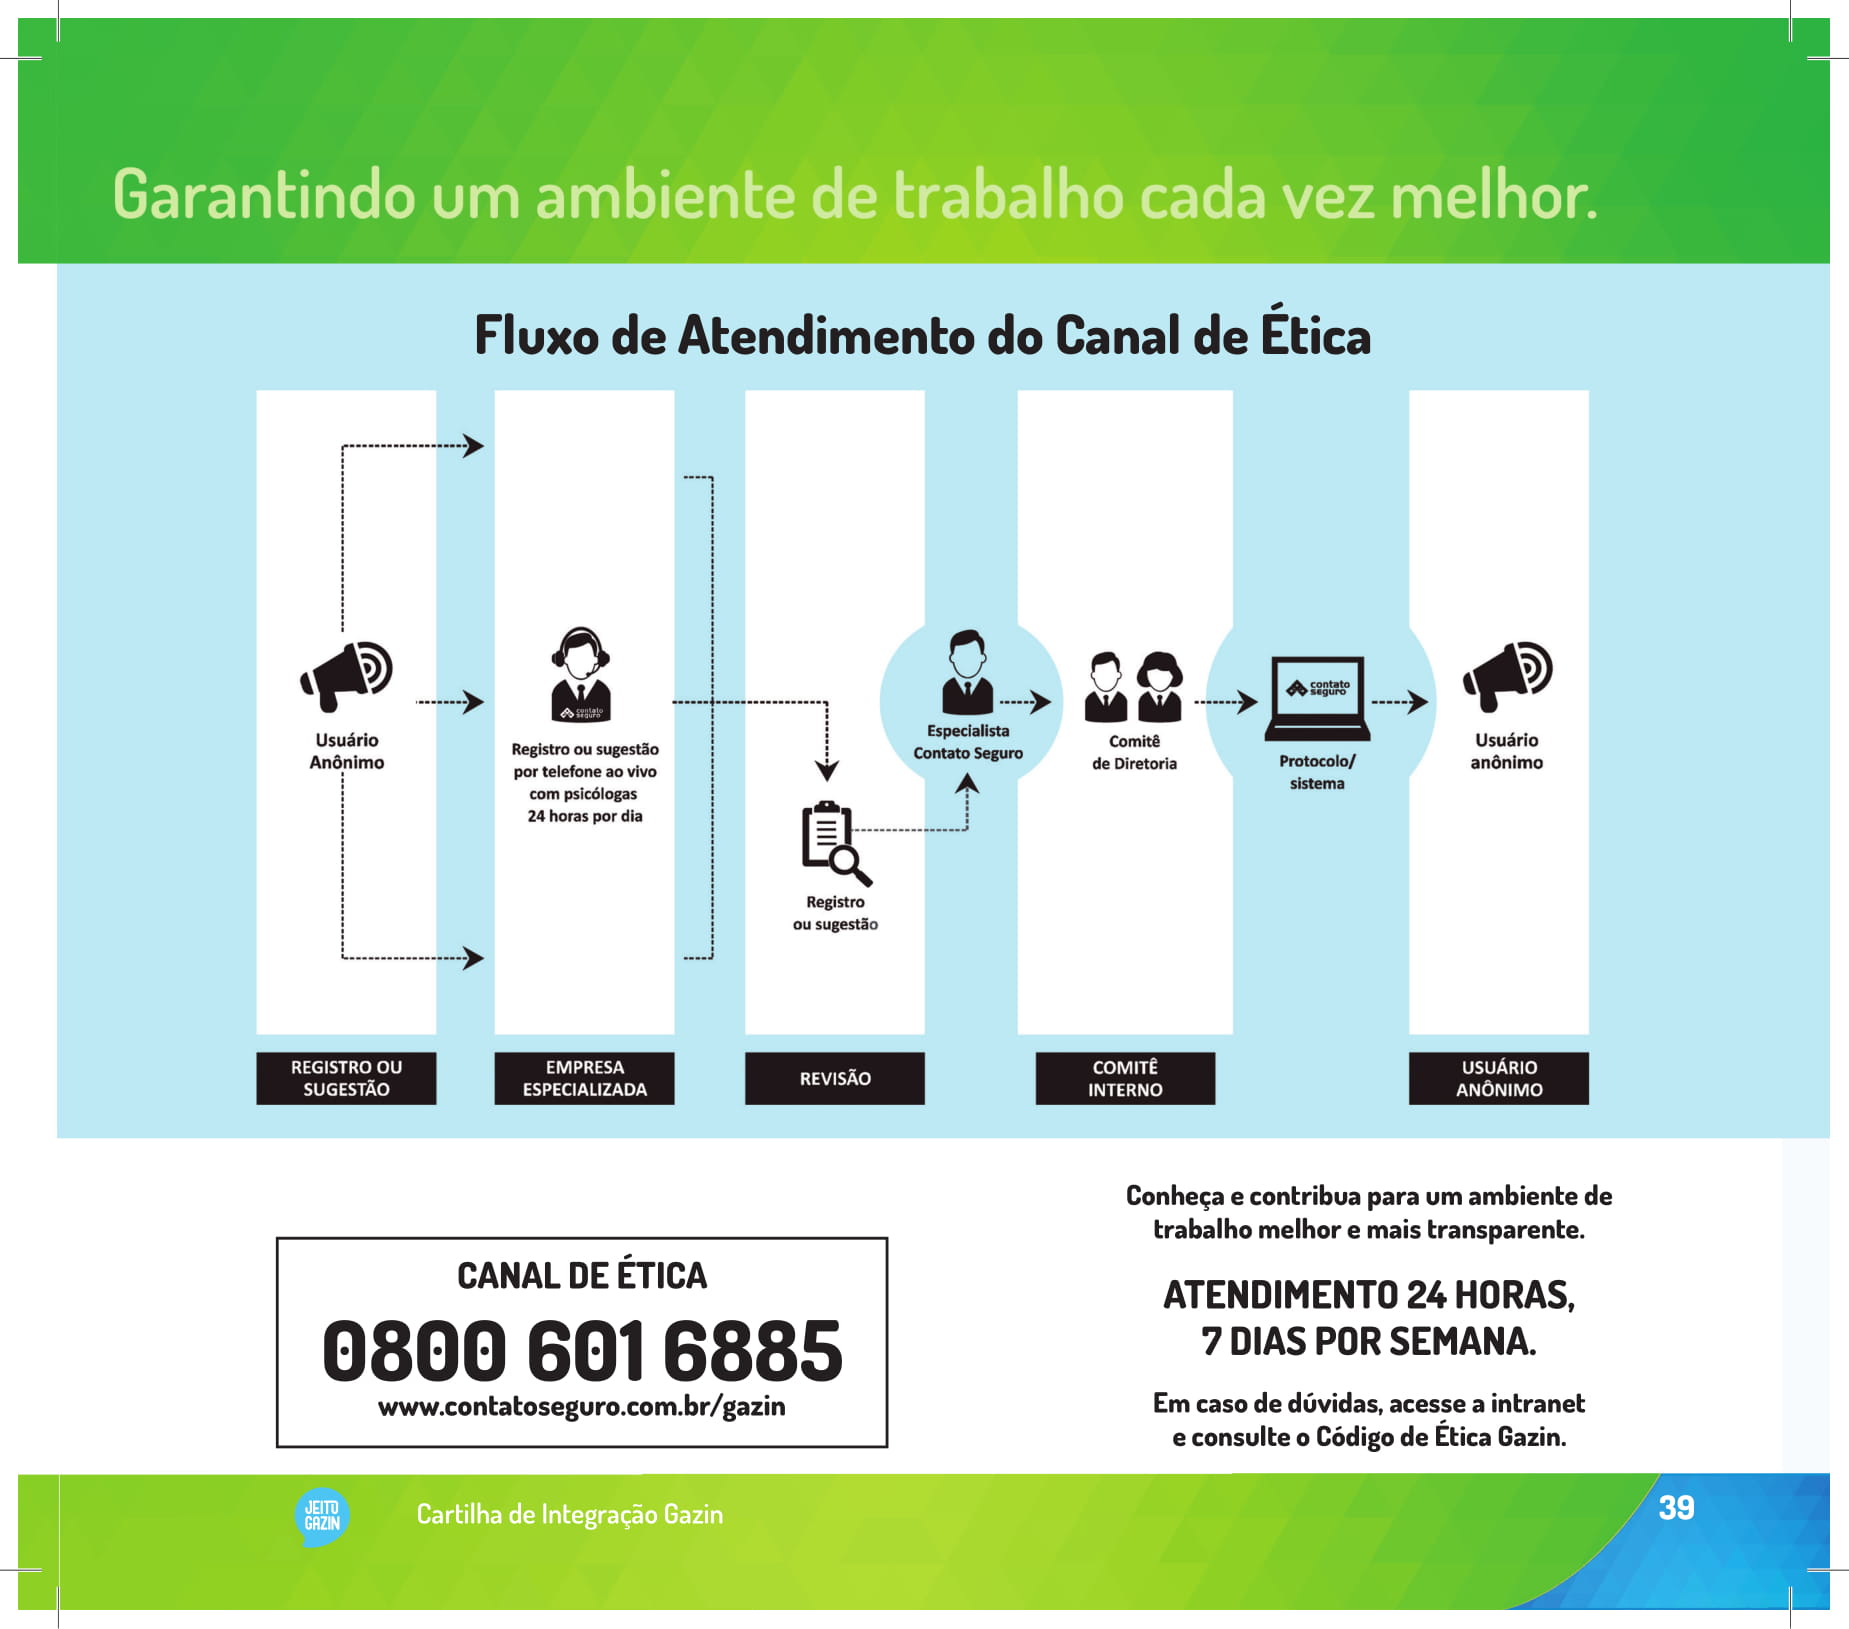 Garantindo um ambiente de trabalho cada vez melhor.
Fluxo de Atendimento do Canal de Ética
Usuário
Anônimo
contato
seguro
Registro ou sugestão
por telefone ao vivo
com psicólogas
24 horas por dia
Registro
ou sugestão
Especialista
Contato Seguro
Comitê
de Diretoria
contato
seguro
Protocolo/
sistema
Usuário
anônimo
REGISTRO OU
SUGESTÃO
EMPRESA
ESPECIALIZADA
REVISÃO
COMITÊ
INTERNO
USUÁRIO
ANÔNIMO
CANAL DE ÉTICA
0800 601 6885
www.contatoseguro.com.br/gazin
Conheça e contribua para um ambiente de
trabalho melhor e mais transparente.
ATENDIMENTO 24 HORAS,
7 DIAS POR SEMANA.
Em caso de dúvidas, acesse a intranet
e consulte o Código de Ética Gazin.
JEITO
GAZIN
Cartilha de Integração Gazin
39